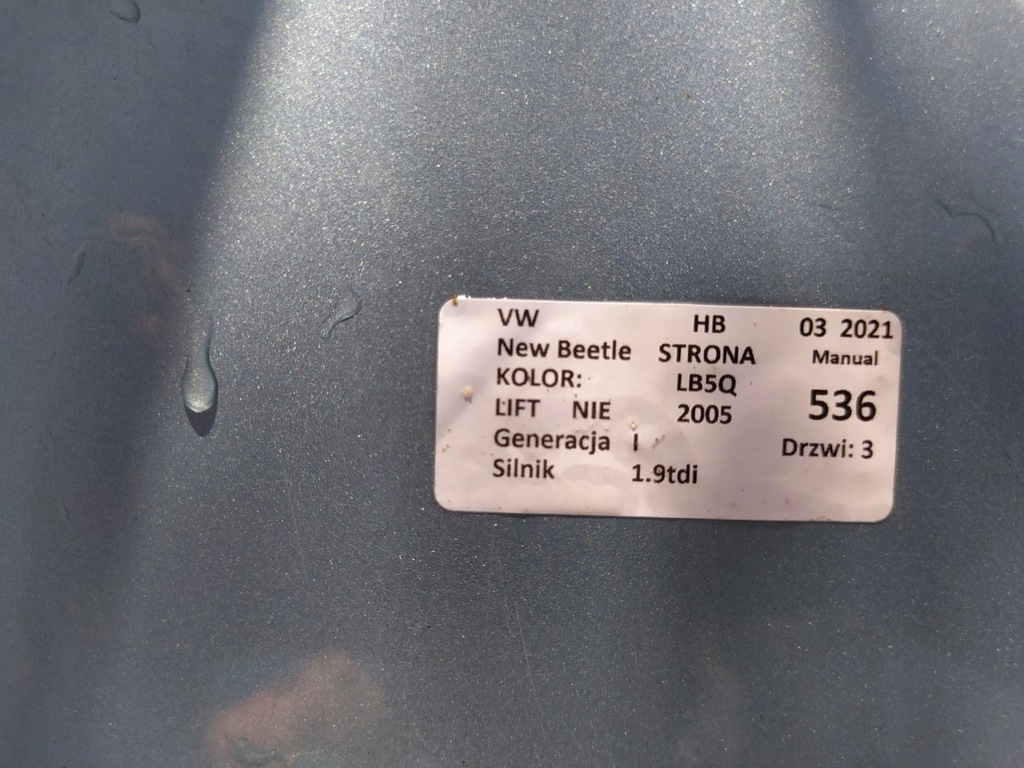 VW HB 03 2021
New Beetle STRONA Manual
KOLOR: LB5Q 536
LIFT NIE 2005
Generacja I Drzwi: 3
Silnik 1.9tdi